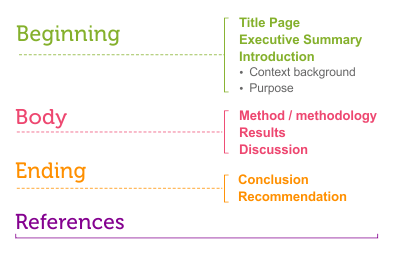 Beginning
Title Page
Executive Summary
Introduction
• Context background
• Purpose
Body
Method / methodology
Results
Discussion
Ending
Conclusion
Recommendation
References